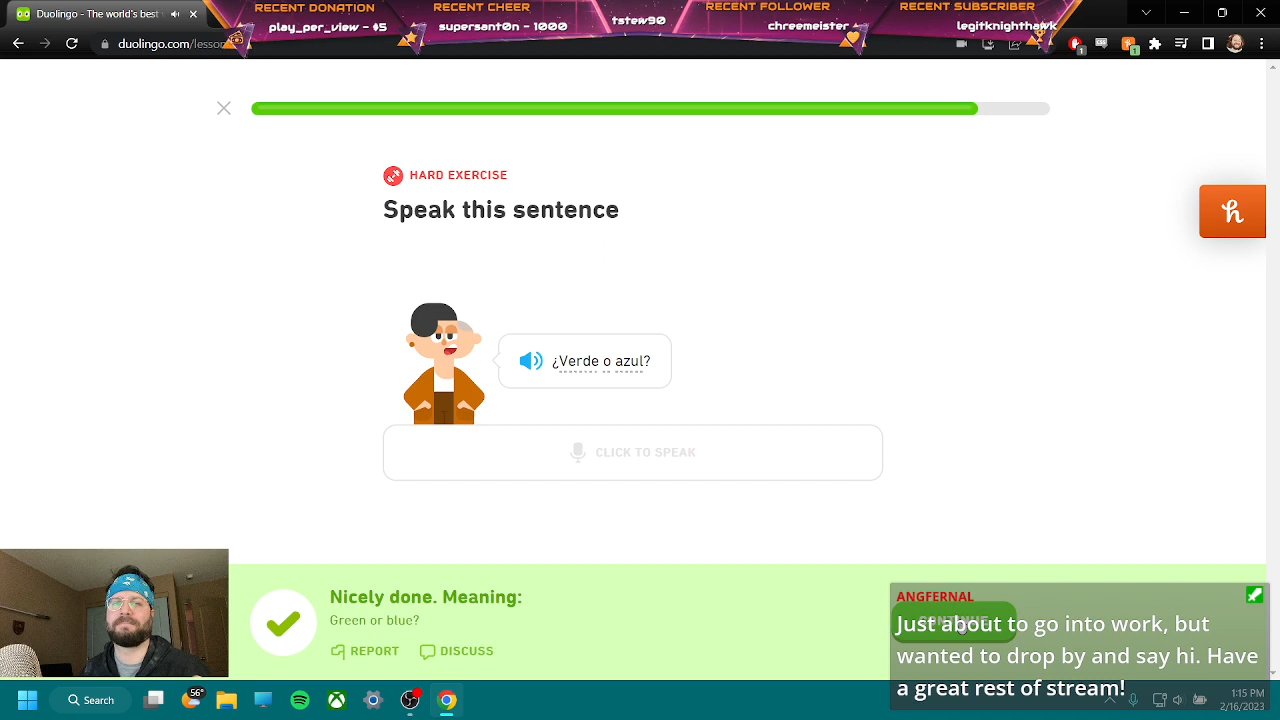 Duolingo - The world's best
RECENT DONATION
play_per_view - $5
RECENT CHEER
supersant0n - 1000
tstew90
RECENT FOLLOWER
chreemeister
RECENT SUBSCRIBER
legitknighthawk
duolingo.com/lesson
1
1
HARD EXERCISE
Speak this sentence
¿Verde o azul?
CLICK TO SPEAK
Nicely done. Meaning:
Green or blue?
REPORT
DISCUSS
ANGFERNAL
Just about to go into work, but
wanted to drop by and say hi. Have
a great rest of stream!
Search
56°
1:15 PM
2/16/2023